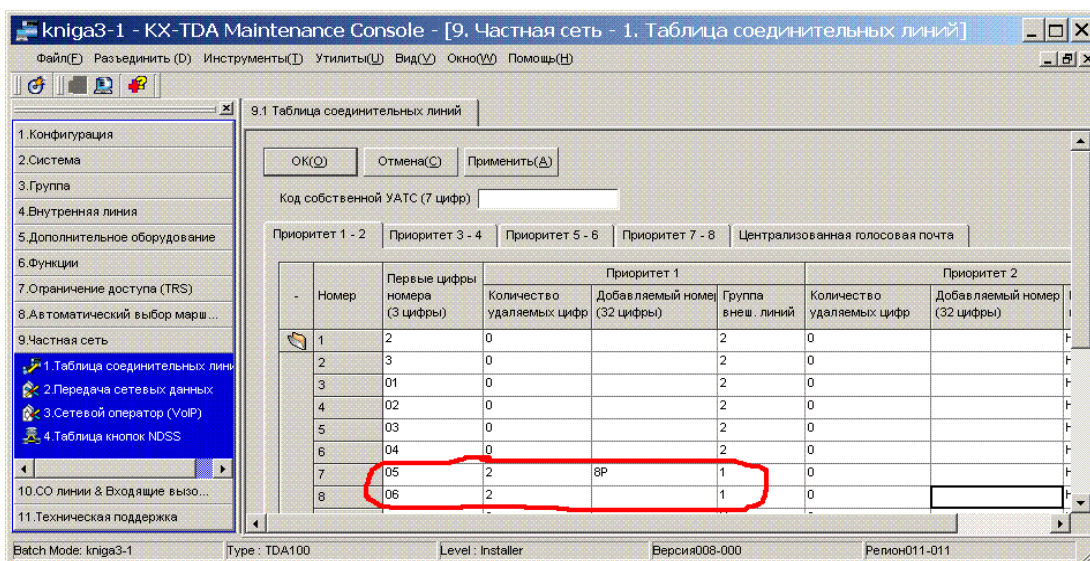 kniga3-1 - KX-TDA Maintenance Console - [9. Частная сеть - 1. Таблица соединительных линий]
Файл(F) Разъединить (D) Инструменты(T) Утилиты(U) Вид(V) Окно(W) Помощь(H)
9.1 Таблица соединительных линий
1.Конфигурация
2.Система
3.Группа
4.Внутренняя линия
5.Дополнительное оборудование
6.Функции
7.Ограничение доступа (TRS)
8.Автоматический выбор марш...
9.Частная сеть
1.Таблица соединительных лин
2.Передача сетевых данных
3.Сетевой оператор (VoIP)
4.Таблица кнопок NDSS
10.CO линии & Входящие вызо...
11.Техническая поддержка
OK(O) Отмена(C) Применить(A)
Код собственной УАТС (7 цифр)
Приоритет 1 - 2 Приоритет 3 - 4 Приоритет 5 - 6 Приоритет 7 - 8 Централизованная голосовая почта
- Номер Первые цифры номера (3 цифры) Приоритет 1 Приоритет 2
Количество удаляемых цифр Добавляемый номер (32 цифры) Группа внеш. линий Количество удаляемых цифр Добавляемый номер (32 цифры)
1 2 0 2 0
2 3 0 2 0
3 01 0 2 0
4 02 0 2 0
5 03 0 2 0
6 04 0 2 0
7 05 2 8P 1 0
8 06 2 1 0
Batch Mode: kniga3-1 Type : TDA100 Level : Installer Версия008-000 Регион011-011